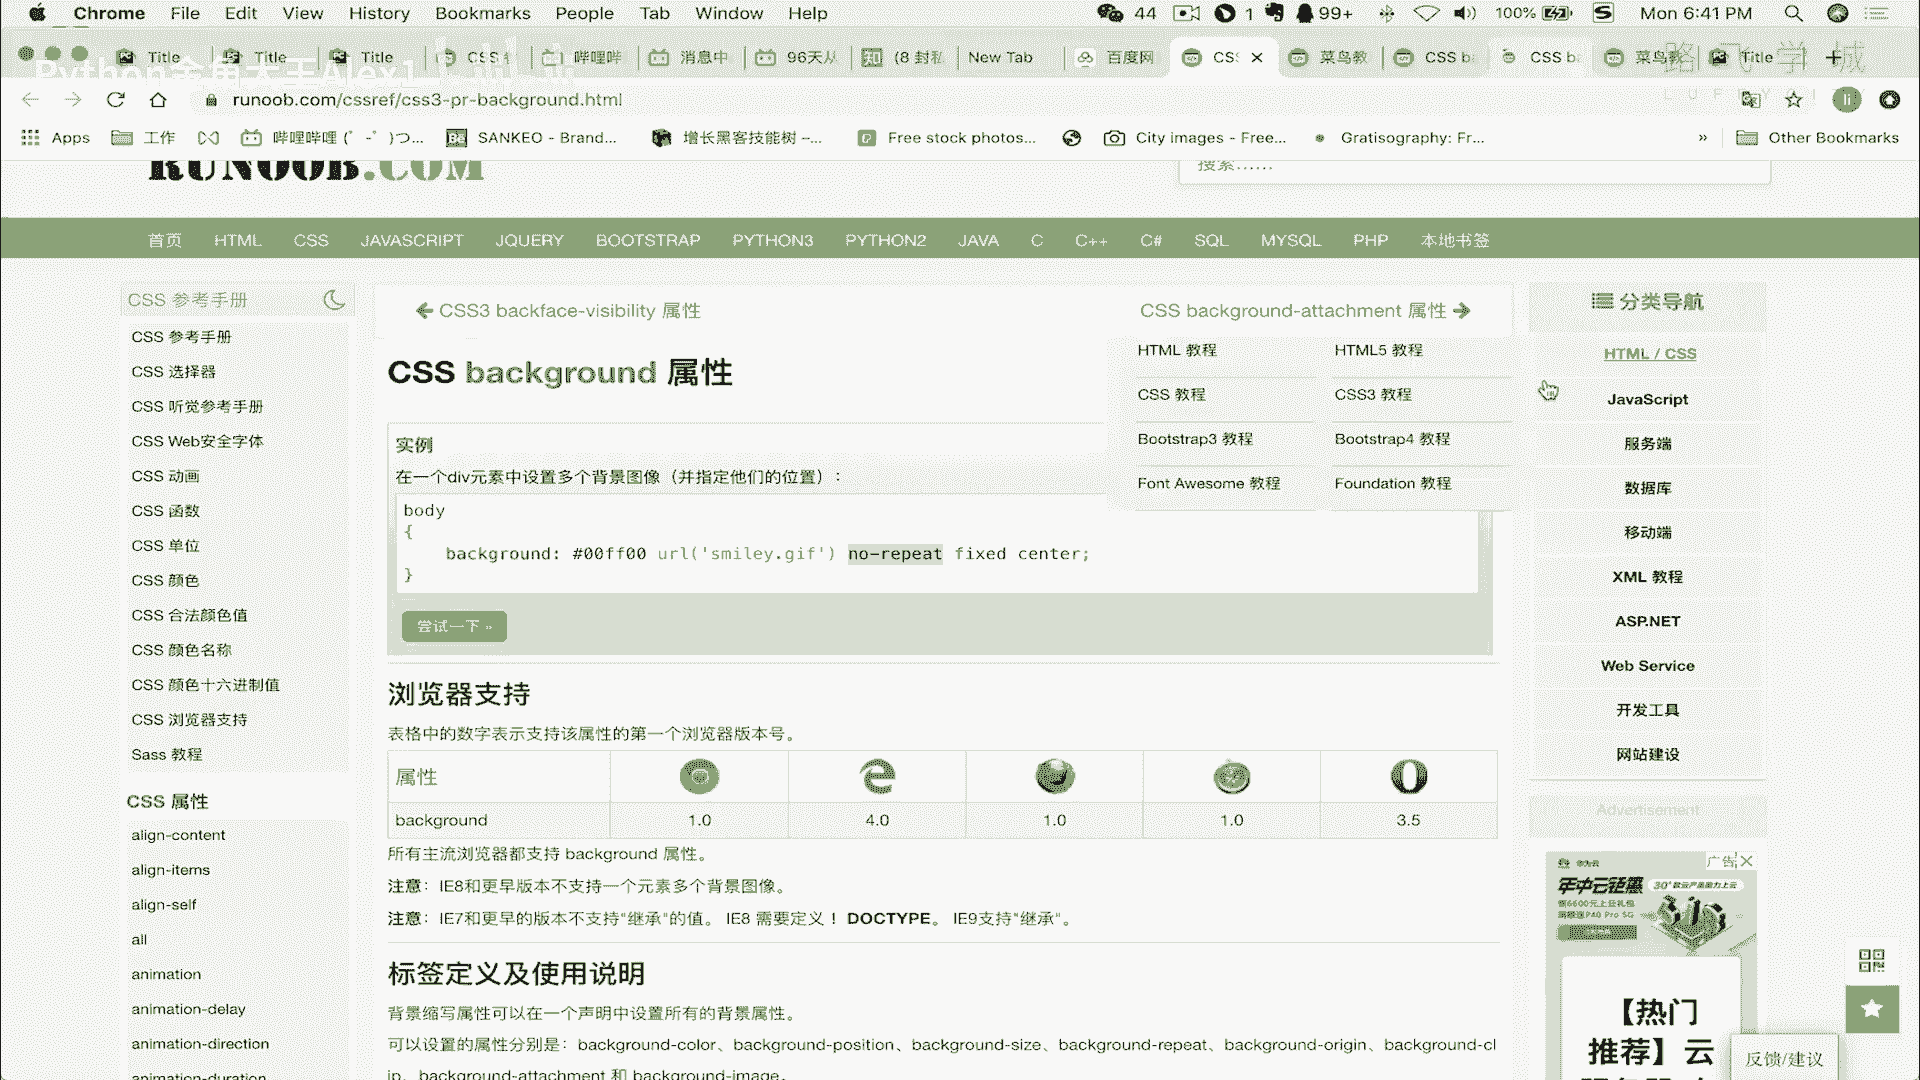 Chrome File Edit View History Bookmarks People Tab Window Help 44 1 99+ 100% Mon 6:41 PM
Title Title Title CSS 哔哩哔 消息中 96天从 知 (8 封私 New Tab 百度网 CSS 菜鸟教 CSS ba CSS ba 菜鸟教 Title
runoob.com/cssref/css3-pr-background.html
Apps 工作 哔哩哔哩 (゜-゜)つ... SANKEO - Brand... 增长黑客技能树 –... Free stock photos... City images - Free... Gratisography: Fr... » Other Bookmarks
RUNOOB.COM
搜索......
首页 HTML CSS JAVASCRIPT JQUERY BOOTSTRAP PYTHON3 PYTHON2 JAVA C C++ C# SQL MYSQL PHP 本地书签
CSS 参考手册
CSS 参考手册
CSS 选择器
CSS 听觉参考手册
CSS Web安全字体
CSS 动画
CSS 函数
CSS 单位
CSS 颜色
CSS 合法颜色值
CSS 颜色名称
CSS 颜色十六进制值
CSS 浏览器支持
Sass 教程
CSS 属性
align-content
align-items
align-self
all
animation
animation-delay
animation-direction
animation-duration
CSS3 backface-visibility 属性
CSS background-attachment 属性
CSS background 属性
实例
在一个div元素中设置多个背景图像（并指定他们的位置）：
body
{
background: #00ff00 url('smiley.gif') no-repeat fixed center;
}
尝试一下 »
浏览器支持
表格中的数字表示支持该属性的第一个浏览器版本号。
属性
background 1.0 4.0 1.0 1.0 3.5
所有主流浏览器都支持 background 属性。
注意： IE8和更早版本不支持一个元素多个背景图像。
注意： IE7和更早的版本不支持"继承"的值。 IE8 需要定义！DOCTYPE。 IE9支持"继承"。
标签定义及使用说明
背景缩写属性可以在一个声明中设置所有的背景属性。
可以设置的属性分别是：background-color、background-position、background-size、background-repeat、background-origin、background-cl
ip、background-attachment 和 background-image。
HTML 教程 HTML5 教程
CSS 教程 CSS3 教程
Bootstrap3 教程 Bootstrap4 教程
Font Awesome 教程 Foundation 教程
分类导航
HTML / CSS
JavaScript
服务端
数据库
移动端
XML 教程
ASP.NET
Web Service
开发工具
网站建设
Advertisement
广告
年中云钜惠
【热门
推荐】云
反馈/建议